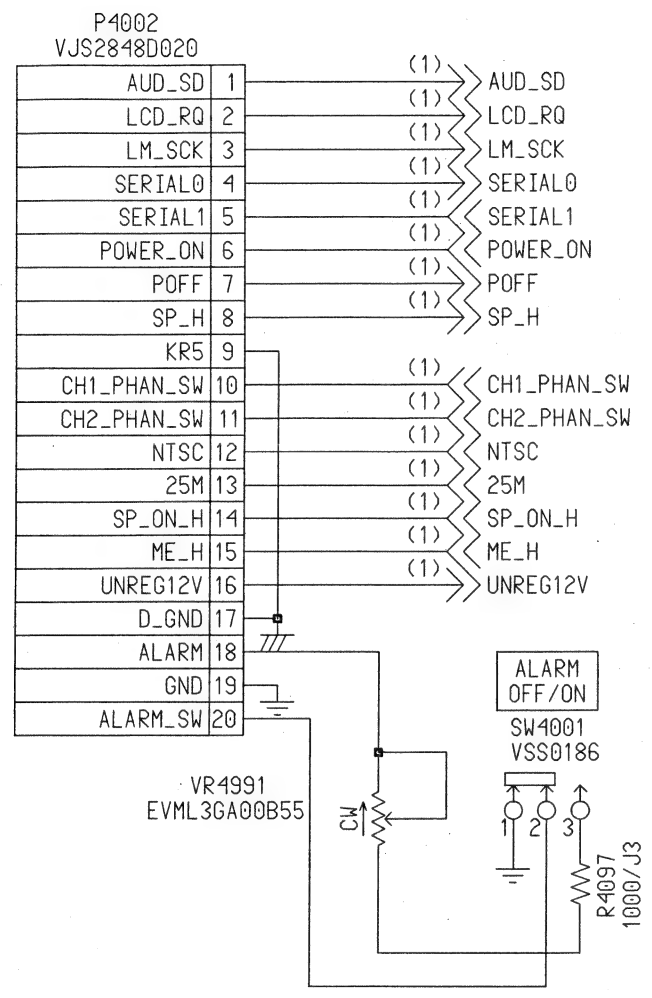 P4002
VJS2848D020
AUD_SD 1 (1) AUD_SD
LCD_RQ 2 (1) LCD_RQ
LM_SCK 3 (1) LM_SCK
SERIAL0 4 (1) SERIAL0
SERIAL1 5 (1) SERIAL1
POWER_ON 6 (1) POWER_ON
POFF 7 (1) POFF
SP_H 8 (1) SP_H
KR5 9
CH1_PHAN_SW 10 (1) CH1_PHAN_SW
CH2_PHAN_SW 11 (1) CH2_PHAN_SW
NTSC 12 (1) NTSC
25M 13 (1) 25M
SP_ON_H 14 (1) SP_ON_H
ME_H 15 (1) ME_H
UNREG12V 16 (1) UNREG12V
D_GND 17
ALARM 18
GND 19
ALARM_SW 20
ALARM
OFF/ON
SW4001
VSS0186
VR4991
EVML3GA00B55
CW
1 2 3
R4097
1000/J3